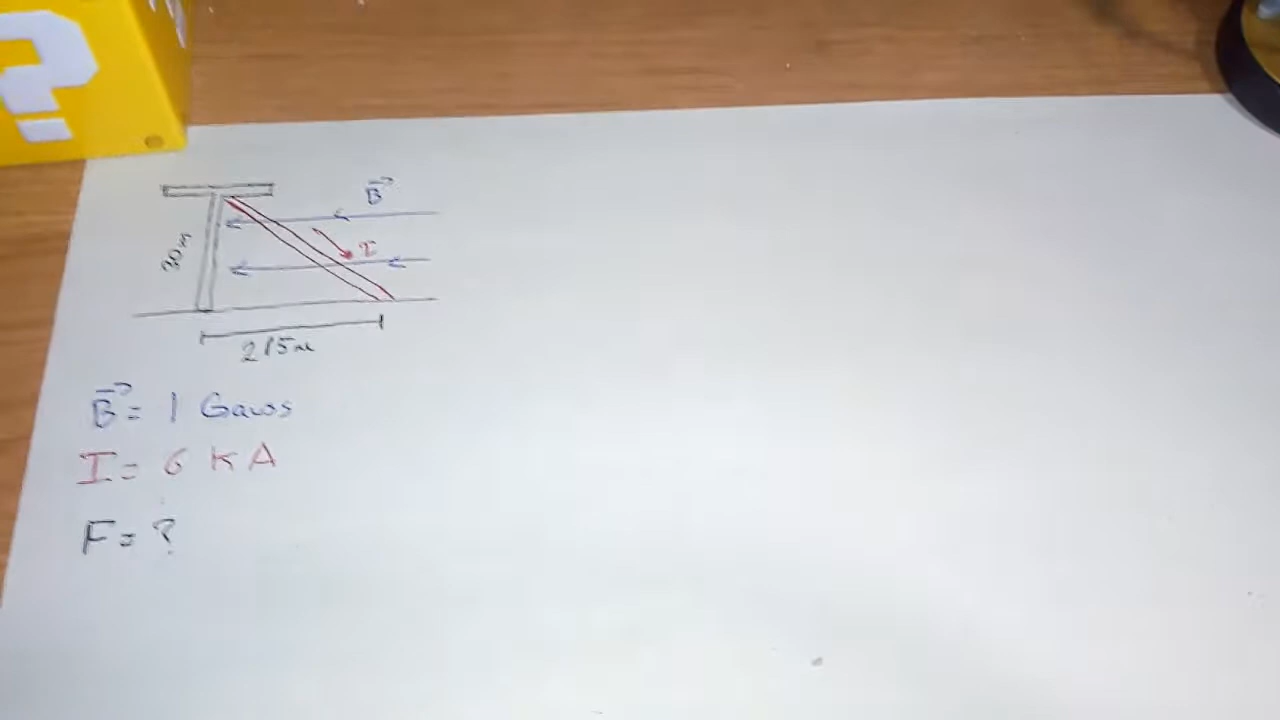 ?
B⃗
30m
I
215m
B⃗ = 1 Gauss
I = 6 KA
F = ?